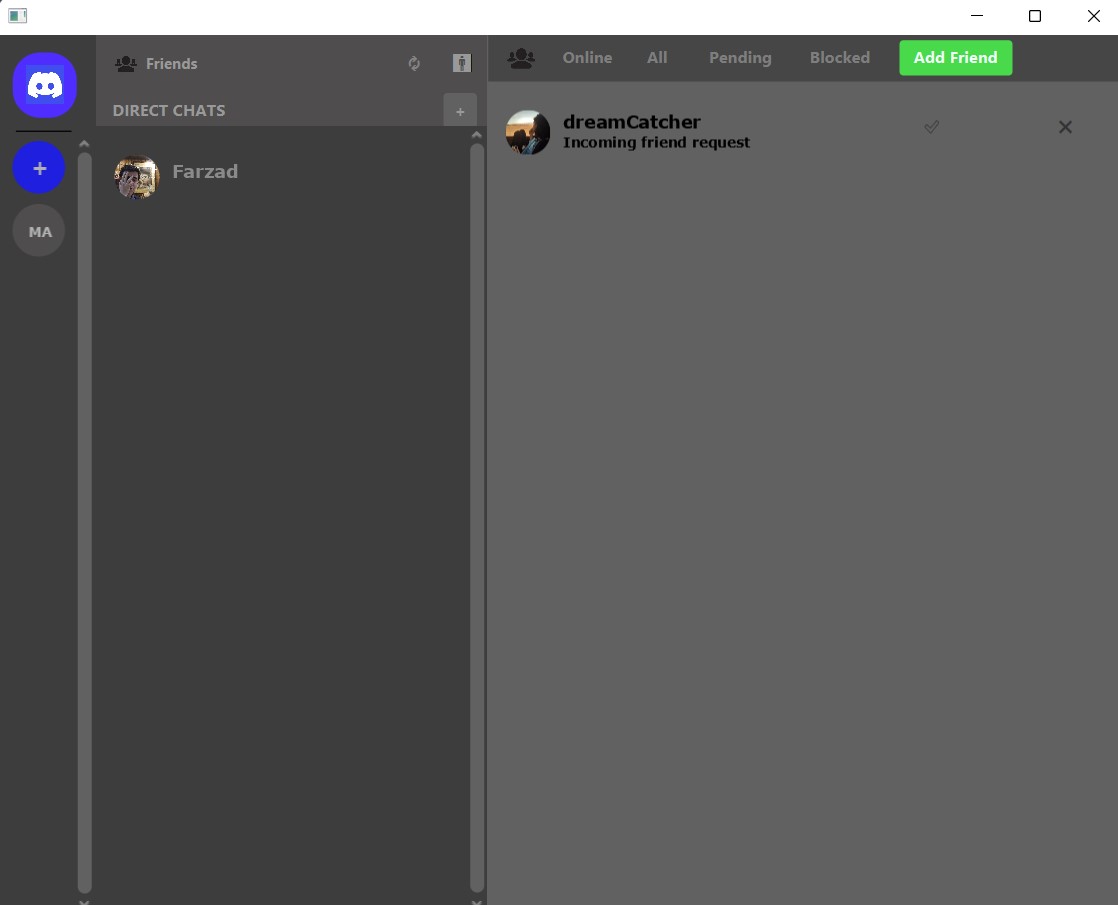 Friends
DIRECT CHATS
+
+
MA
Farzad
Online
All
Pending
Blocked
Add Friend
dreamCatcher
Incoming friend request